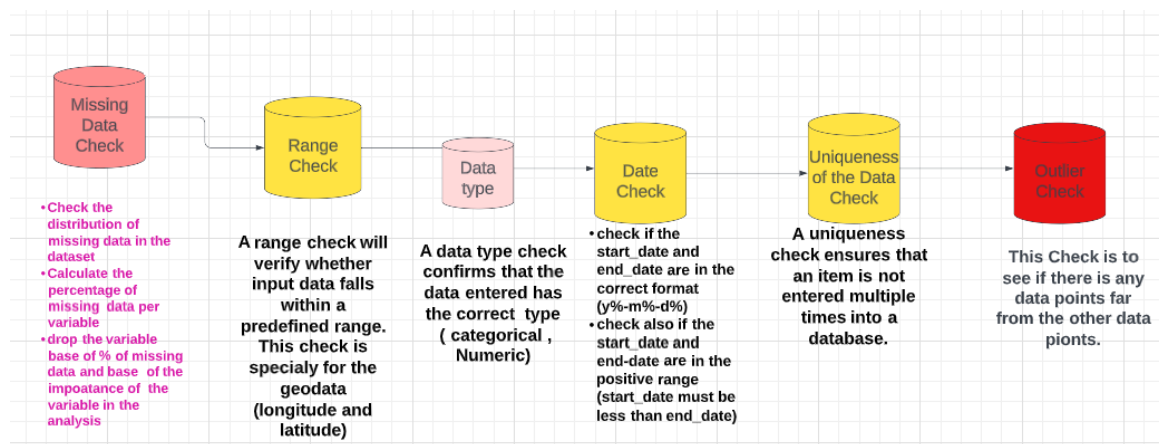 Missing
Data
Check
Range
Check
Data
type
Date
Check
Uniqueness
of the Data
Check
Outlier
Check
•Check the
distribution of
missing data in the
dataset
•Calculate the
percentage of
missing data per
variable
•drop the variable
base of % of missing
data and base of the
impoatance of the
variable in the
analysis
A range check will
verify whether
input data falls
within a
predefined range.
This check is
specialy for the
geodata
(longitude and
latitude)
A data type check
confirms that the
data entered has
the correct type
( categorical ,
Numeric)
•check if the
start_date and
end_date are in the
correct format
(y%-m%-d%)
•check also if the
start_date and
end-date are in the
positive range
(start_date must be
less than end_date)
A uniqueness
check ensures that
an item is not
entered multiple
times into a
database.
This Check is to
see if there is any
data points far
from the other data
pionts.